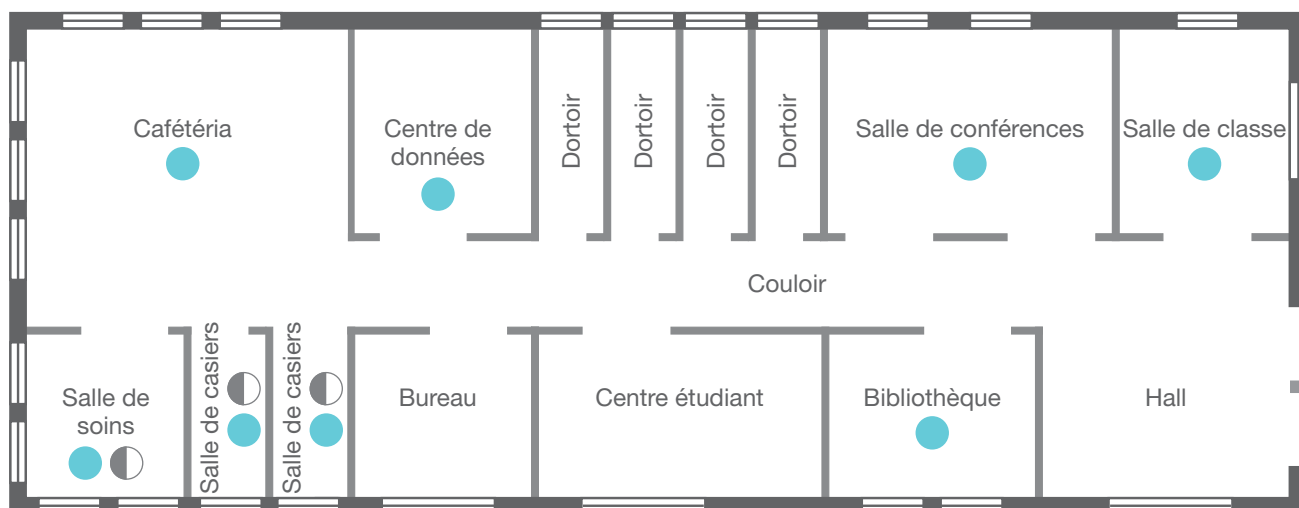 Cafétéria
Centre de
données
Dortoir
Dortoir
Dortoir
Dortoir
Salle de conférences
Salle de classe
Couloir
Salle de
soins
Salle de casiers
Salle de casiers
Bureau
Centre étudiant
Bibliothèque
Hall